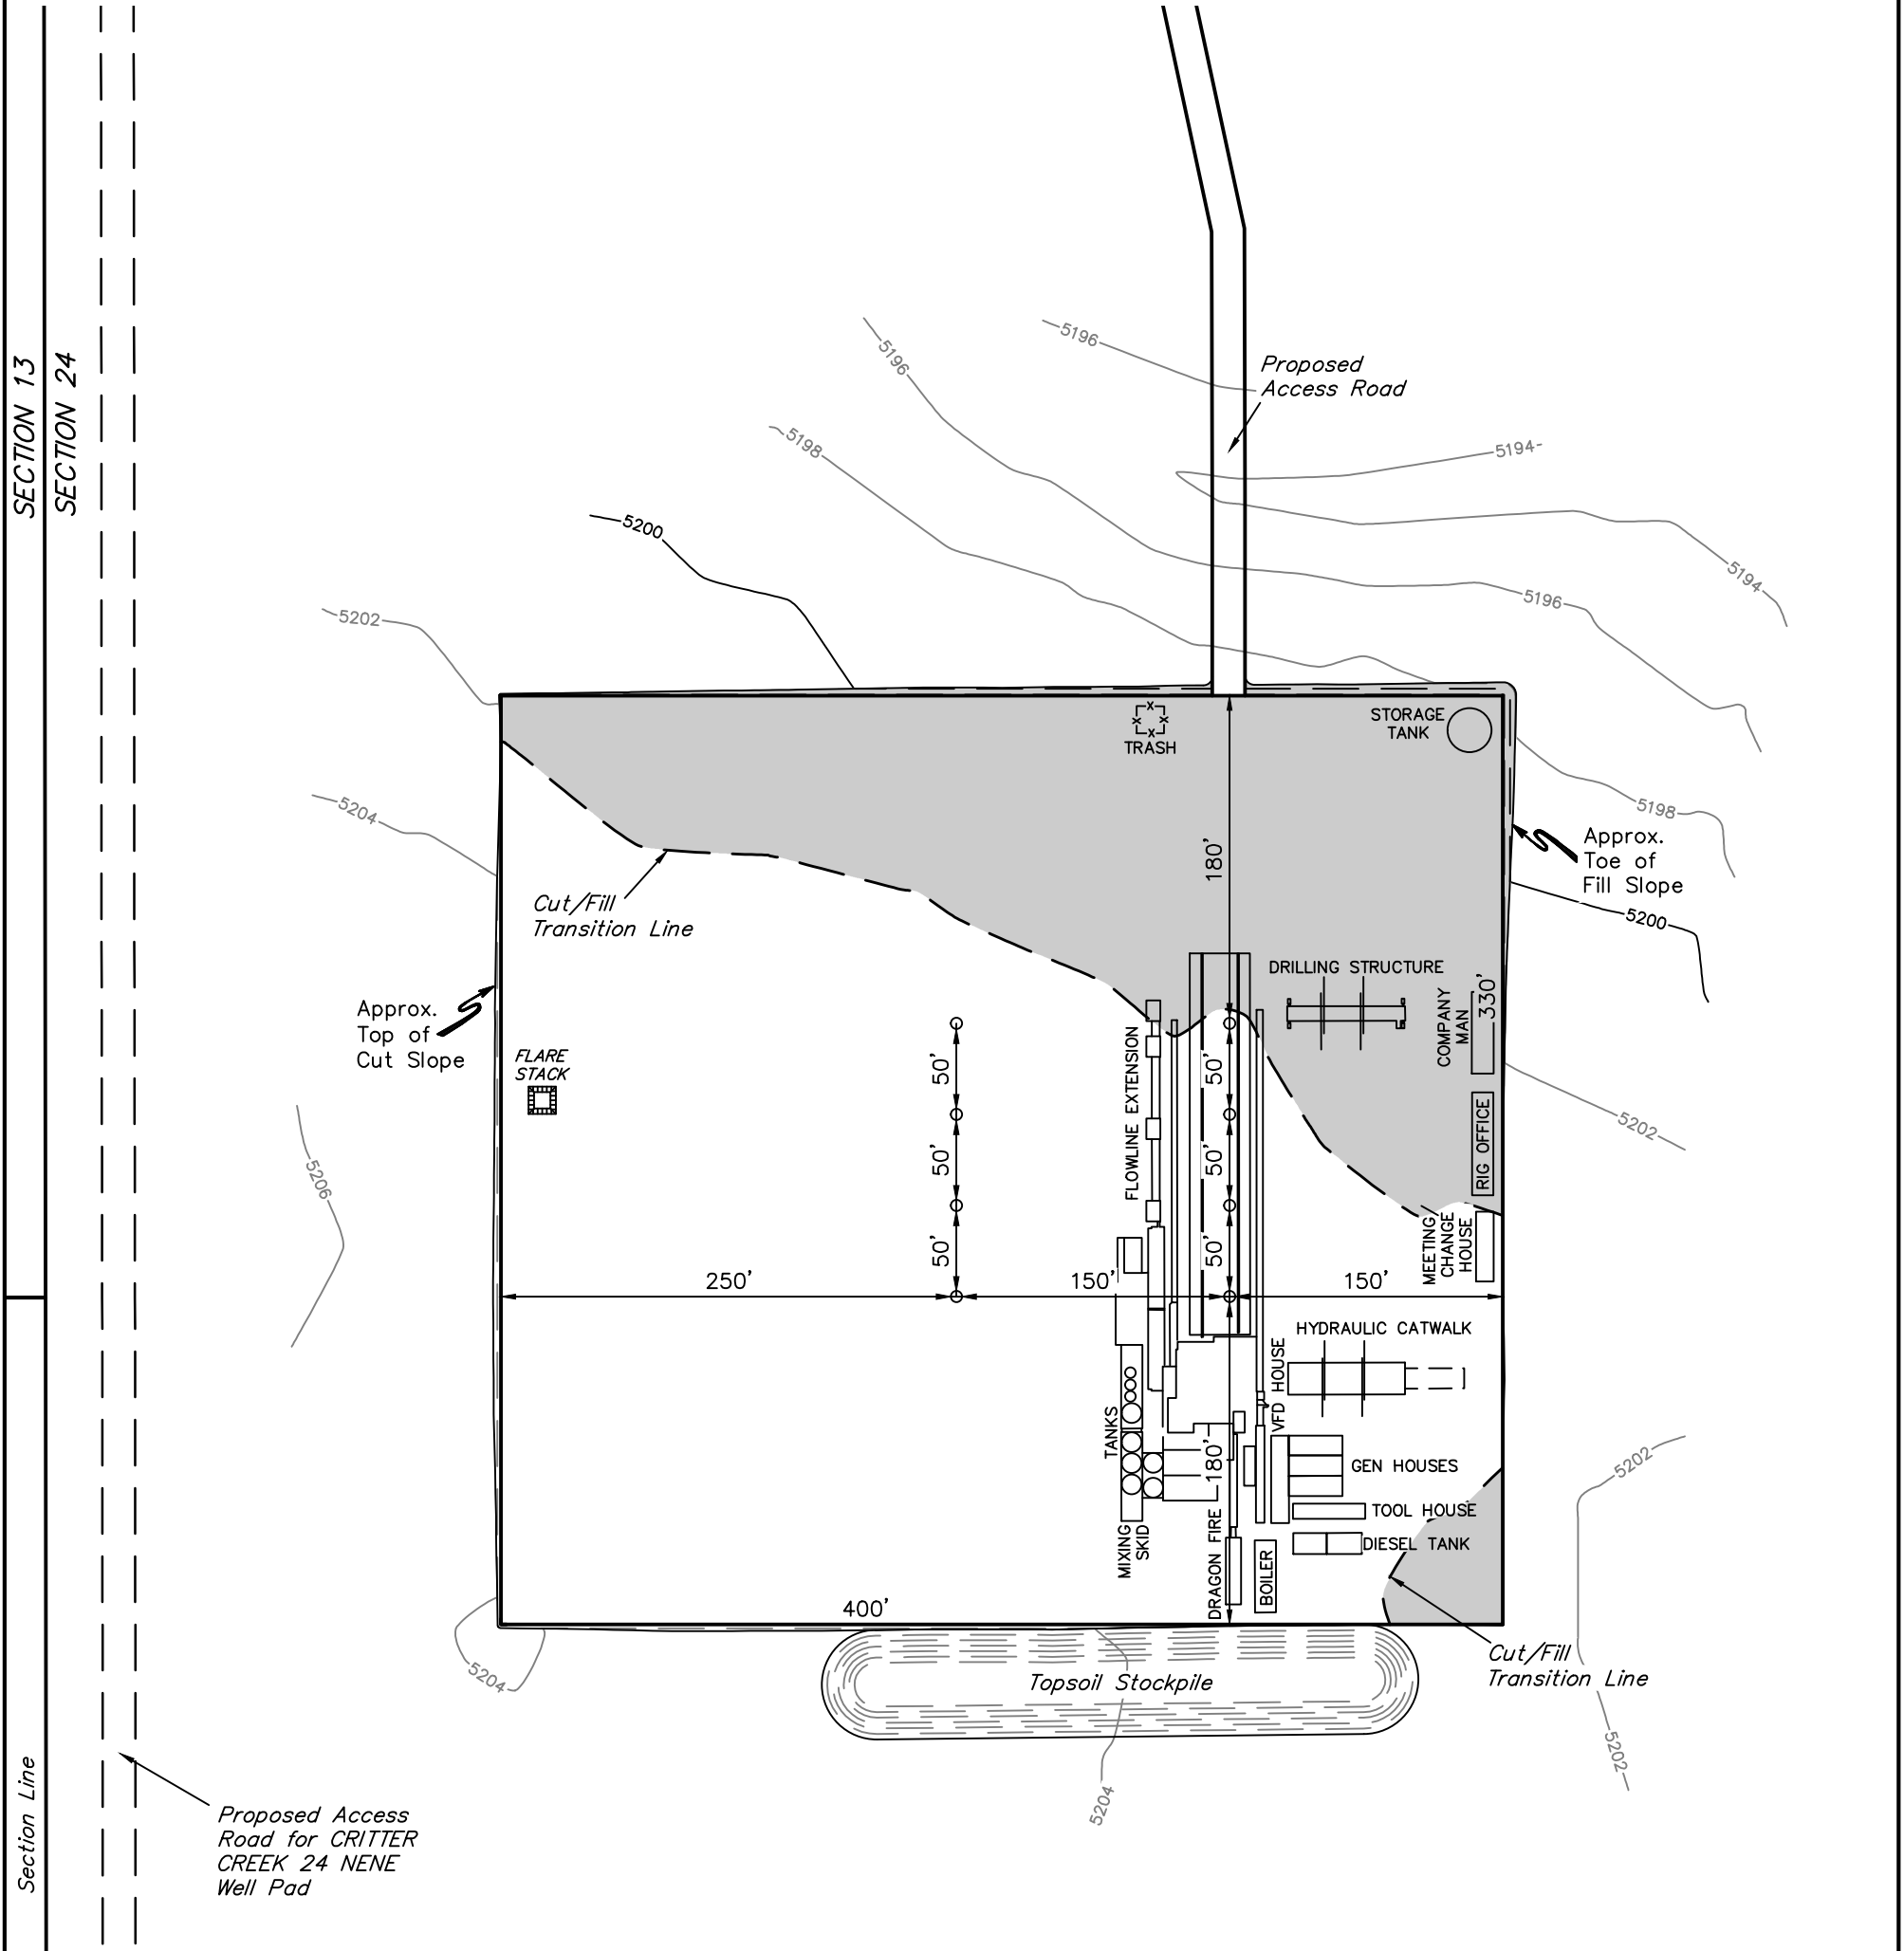 SECTION 13
SECTION 24
5196
5196
Proposed
Access Road
5198
5194
5200
5194
5196
5202
STORAGE
TANK
TRASH
5204
5198
180'
Approx.
Toe of
Fill Slope
Cut/Fill
Transition Line
5200
DRILLING STRUCTURE
330'
COMPANY
MAN
Approx.
Top of
Cut Slope
FLARE
STACK
50'
50'
FLOWLINE EXTENSION
5202
50'
50'
RIG OFFICE
5206
50'
50'
MEETING
CHANGE
HOUSE
250'
150'
150'
HYDRAULIC CATWALK
VFD HOUSE
TANKS
180'
GEN HOUSES
5202
TOOL HOUSE
MIXING
SKID
DRAGON FIRE
BOILER
DIESEL TANK
400'
5204
Topsoil Stockpile
Cut/Fill
Transition Line
5202
5204
Section Line
Proposed Access
Road for CRITTER
CREEK 24 NENE
Well Pad